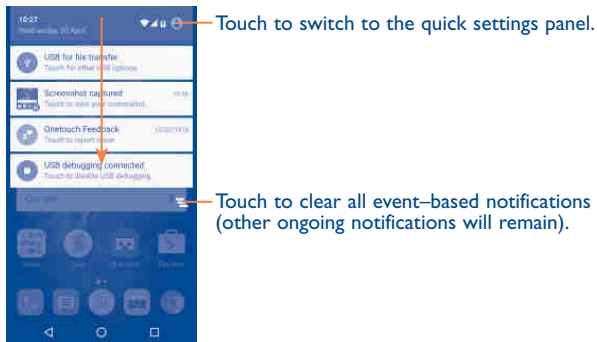 10:27
Wednesday, 20 April
Touch to switch to the quick settings panel.
USB for file transfer
Touch for other USB options.
Screenshot captured
Touch to view your screenshot.
Onetouch Feedback
Touch to report issue
USB debugging connected
Touch to disable USB debugging.
Touch to clear all event–based notifications
(other ongoing notifications will remain).